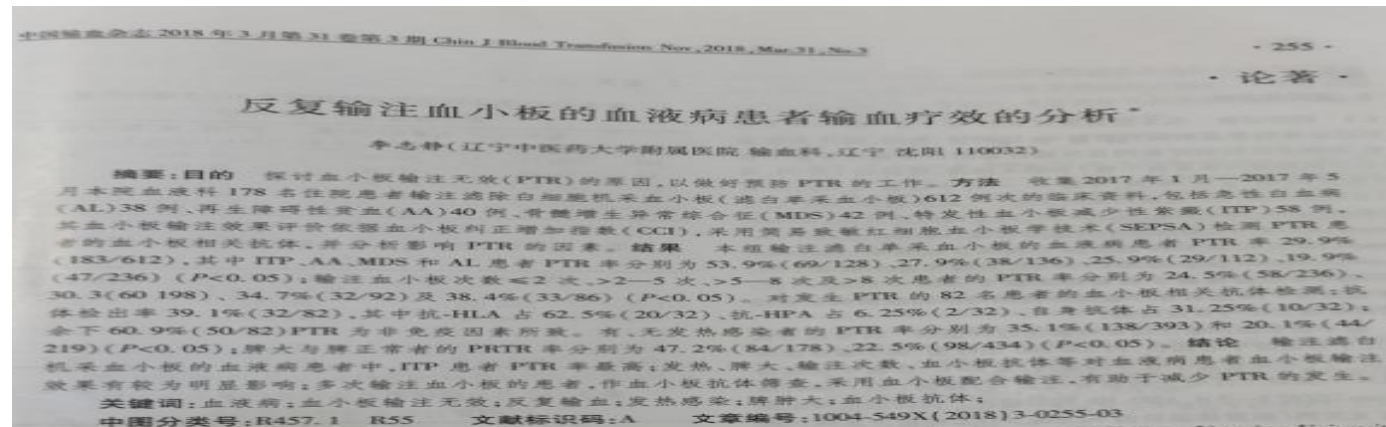 中国输血杂志 2018 年 3 月第 31 卷第 3 期 Chin J Blood Transfusion Nov,2018,Mar.31,No.3
· 255 ·
· 论著 ·
反复输注血小板的血液病患者输血疗效的分析*
李志静(辽宁中医药大学附属医院 输血科,辽宁 沈阳 110032)
摘要:目的 探讨血小板输注无效(PTR)的原因,以做好预防 PTR 的工作。方法 收集 2017 年 1 月—2017 年 5
月本院血液科 178 名住院患者输注滤除白细胞机采血小板(滤白单采血小板)612 例次的临床资料,包括急性白血病
(AL)38 例、再生障碍性贫血(AA)40 例、骨髓增生异常综合征(MDS)42 例、特发性血小板减少性紫癜(ITP)58 例,
其血小板输注效果评价依据血小板纠正增加指数(CCI),采用简易致敏红细胞血小板学技术(SEPSA)检测 PTR 患
者的血小板相关抗体,并分析影响 PTR 的因素。结果 本组输注滤白单采血小板的血液病患者 PTR 率 29.9%
(183/612),其中 ITP、AA、MDS 和 AL 患者 PTR 率分别为 53.9%(69/128)、27.9%(38/136)、25.9%(29/112)、19.9%
(47/236) (P<0.05);输注血小板次数≤2 次、>2—5 次、>5—8 次及>8 次患者的 PTR 率分别为 24.5%(58/236)、
30.3(60 198)、34.7%(32/92)及 38.4%(33/86) (P<0.05)。对发生 PTR 的 82 名患者的血小板相关抗体检测:抗
体检出率 39.1%(32/82),其中抗-HLA 占 62.5%(20/32)、抗-HPA 占 6.25%(2/32)、自身抗体占 31.25%(10/32);
余下 60.9%(50/82)PTR 为非免疫因素所致。有、无发热感染者的 PTR 率分别为 35.1%(138/393)和 20.1%(44/
219)(P<0.05);脾大与脾正常者的 PRTR 率分别为 47.2%(84/178)、22.5%(98/434)(P<0.05)。结论 输注滤白
机采血小板的血液病患者中,ITP 患者 PTR 率最高;发热、脾大、输注次数、血小板抗体等对血液病患者血小板输注
效果有较为明显影响;多次输注血小板的患者,作血小板抗体筛查,采用血小板配合输注,有助于减少 PTR 的发生。
关键词:血液病;血小板输注无效;反复输血;发热感染;脾肿大;血小板抗体;
中图分类号:R457.1 R55 文献标识码:A 文章编号:1004-549X(2018)3-0255-03